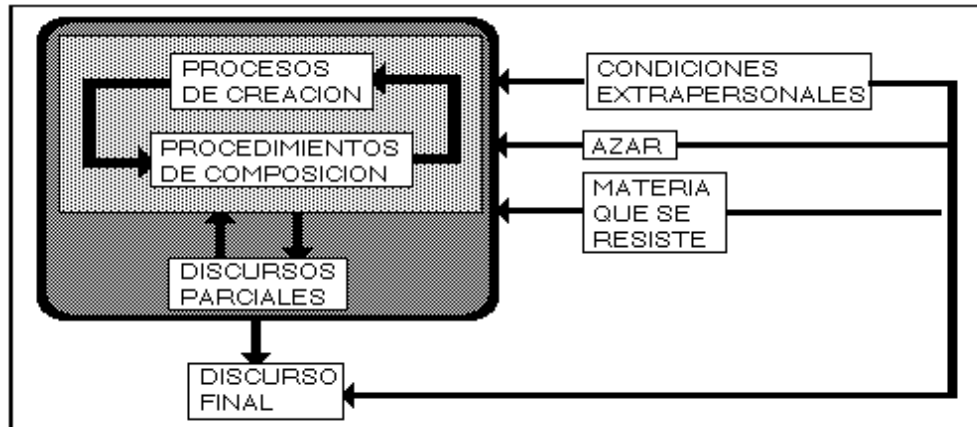 PROCESOS
DE CREACION
PROCEDIMIENTOS
DE COMPOSICION
DISCURSOS
PARCIALES
DISCURSO
FINAL
CONDICIONES
EXTRAPERSONALES
AZAR
MATERIA
QUE SE
RESISTE